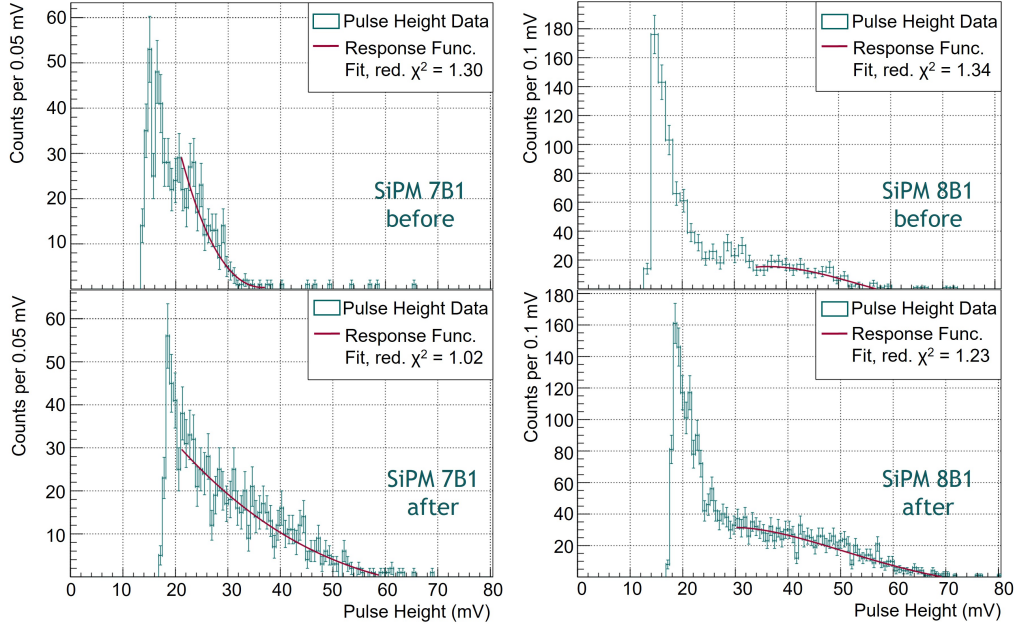 Counts per 0.05 mV
60
50
40
30
20
10
0
Pulse Height Data
Response Func.
Fit, red. χ² = 1.30
SiPM 7B1
before
Counts per 0.1 mV
180
160
140
120
100
80
60
40
20
Pulse Height Data
Response Func.
Fit, red. χ² = 1.34
SiPM 8B1
before
Counts per 0.05 mV
60
50
40
30
20
10
Pulse Height Data
Response Func.
Fit, red. χ² = 1.02
SiPM 7B1
after
0 10 20 30 40 50 60 70 80
Pulse Height (mV)
Counts per 0.1 mV
180
160
140
120
100
80
60
40
20
Pulse Height Data
Response Func.
Fit, red. χ² = 1.23
SiPM 8B1
after
0 10 20 30 40 50 60 70 80
Pulse Height (mV)